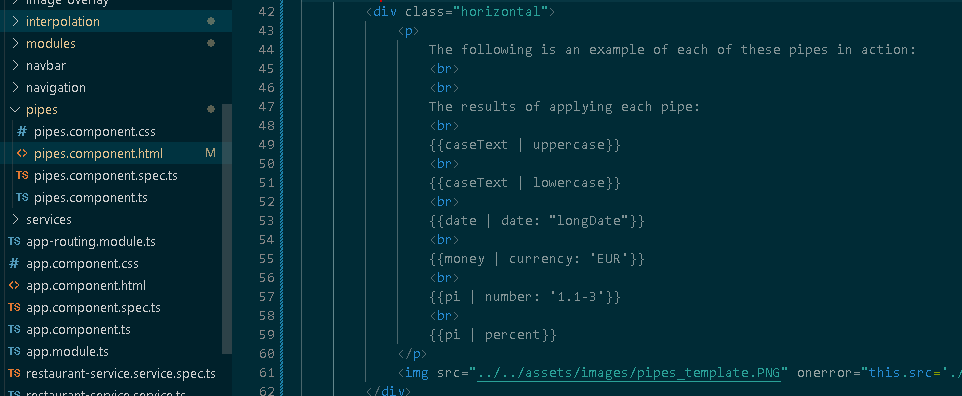 image-overlay
interpolation
modules
navbar
navigation
pipes
# pipes.component.css
<> pipes.component.html M
TS pipes.component.spec.ts
TS pipes.component.ts
services
TS app-routing.module.ts
# app.component.css
<> app.component.html
TS app.component.spec.ts
TS app.component.ts
TS app.module.ts
TS restaurant-service.service.spec.ts
TS restaurant-service.service.ts
42 <div class="horizontal">
43 <p>
44 The following is an example of each of these pipes in action:
45 <br>
46 <br>
47 The results of applying each pipe:
48 <br>
49 {{caseText | uppercase}}
50 <br>
51 {{caseText | lowercase}}
52 <br>
53 {{date | date: "longDate"}}
54 <br>
55 {{money | currency: 'EUR'}}
56 <br>
57 {{pi | number: '1.1-3'}}
58 <br>
59 {{pi | percent}}
60 </p>
61 <img src="../../assets/images/pipes_template.PNG" onerror="this.src='./
62 </div>